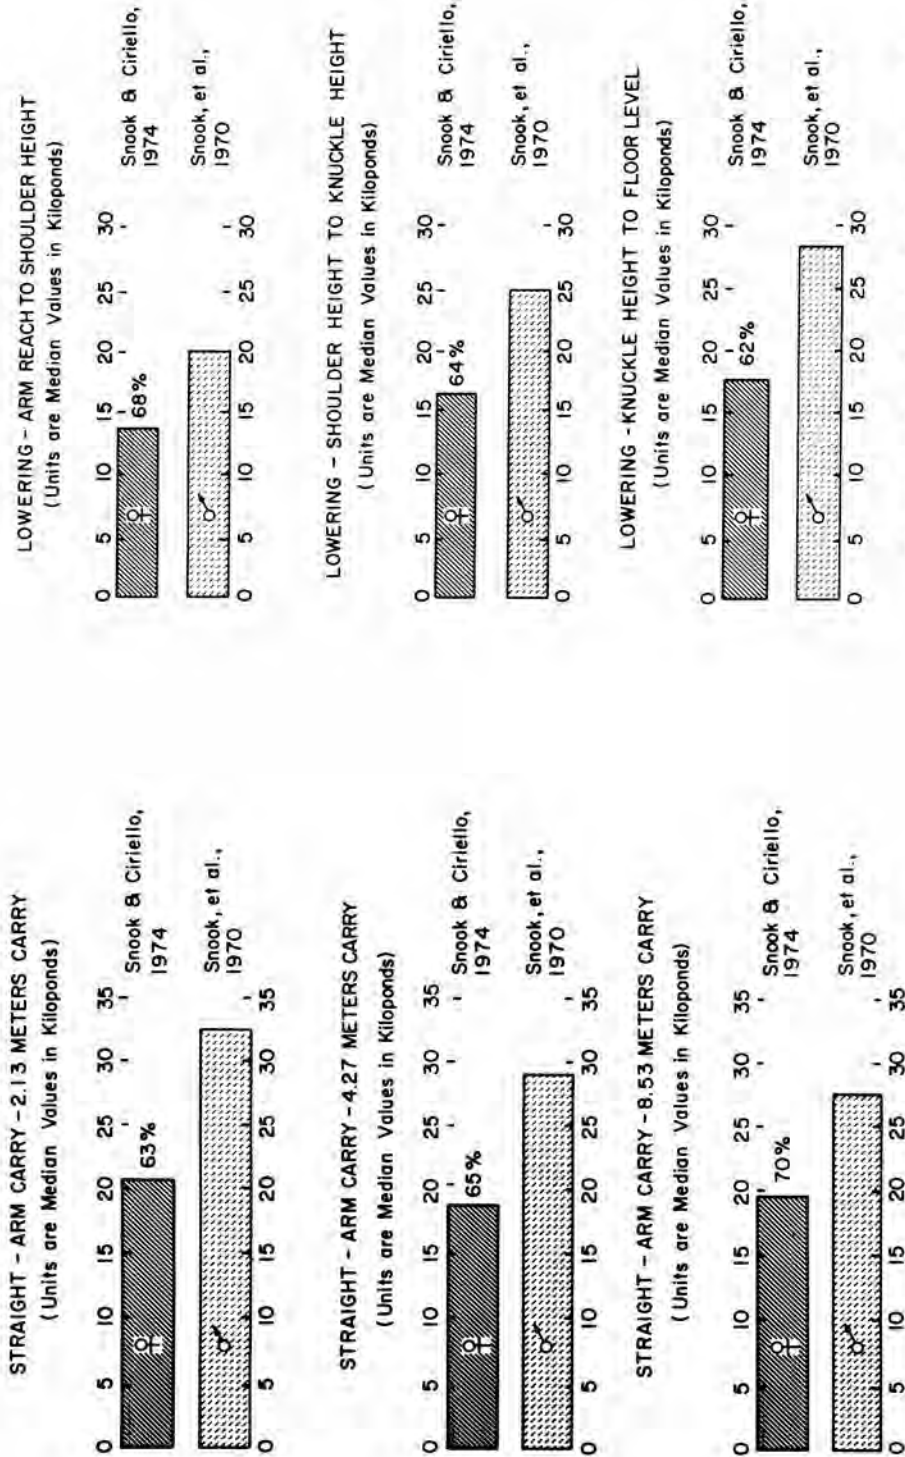 STRAIGHT - ARM CARRY - 2.13 METERS CARRY
(Units are Median Values in Kiloponds)
0 5 10 15 20 25 30 35
♀ 63% Snook & Ciriello,
1974
♂ Snook, et al.,
1970
0 5 10 15 20 25 30 35
STRAIGHT - ARM CARRY - 4.27 METERS CARRY
(Units are Median Values in Kiloponds)
0 5 10 15 20 25 30 35
♀ 65% Snook & Ciriello,
1974
♂ Snook, et al.,
1970
0 5 10 15 20 25 30 35
STRAIGHT - ARM CARRY - 8.53 METERS CARRY
(Units are Median Values in Kiloponds)
0 5 10 15 20 25 30 35
♀ 70% Snook & Ciriello,
1974
♂ Snook, et al.,
1970
0 5 10 15 20 25 30 35
LOWERING - ARM REACH TO SHOULDER HEIGHT
(Units are Median Values in Kiloponds)
0 5 10 15 20 25 30
♀ 68% Snook & Ciriello,
1974
♂ Snook, et al.,
1970
0 5 10 15 20 25 30
LOWERING - SHOULDER HEIGHT TO KNUCKLE HEIGHT
(Units are Median Values In Kiloponds)
0 5 10 15 20 25 30
♀ 64% Snook & Ciriello,
1974
♂ Snook, et al.,
1970
0 5 10 15 20 25 30
LOWERING - KNUCKLE HEIGHT TO FLOOR LEVEL
(Units are Median Values in Kiloponds)
0 5 10 15 20 25 30
♀ 62% Snook & Ciriello,
1974
♂ Snook, et al.,
1970
0 5 10 15 20 25 30